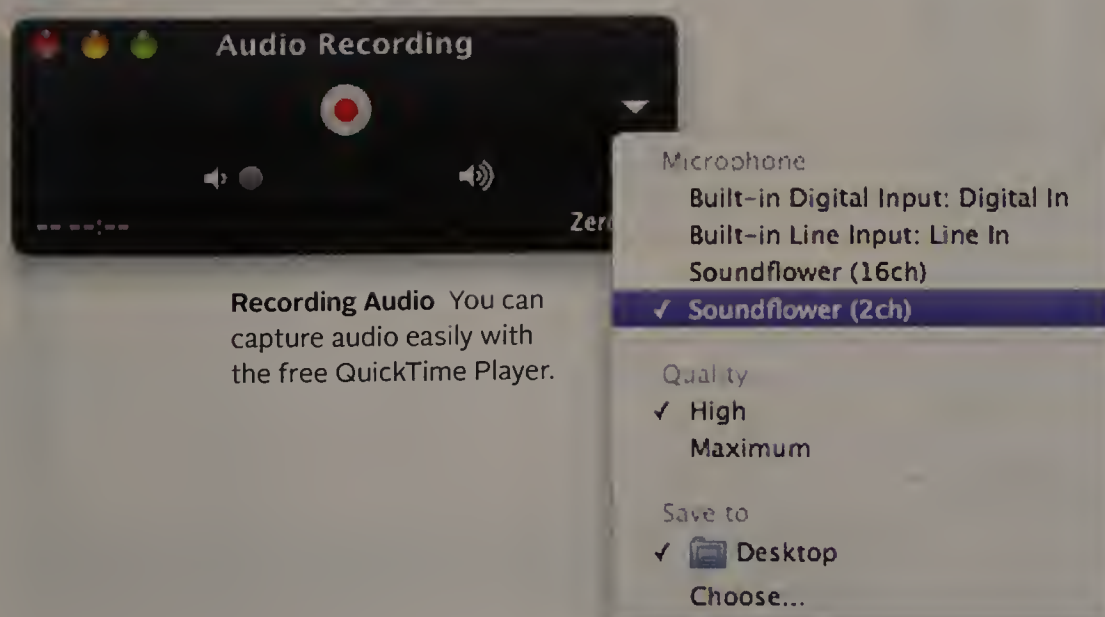 Audio Recording
-- --:--
Microphone
Built-in Digital Input: Digital In
Built-in Line Input: Line In
Soundflower (16ch)
✓ Soundflower (2ch)
Quality
✓ High
Maximum
Save to
✓ Desktop
Choose...
Recording Audio You can
capture audio easily with
the free QuickTime Player.